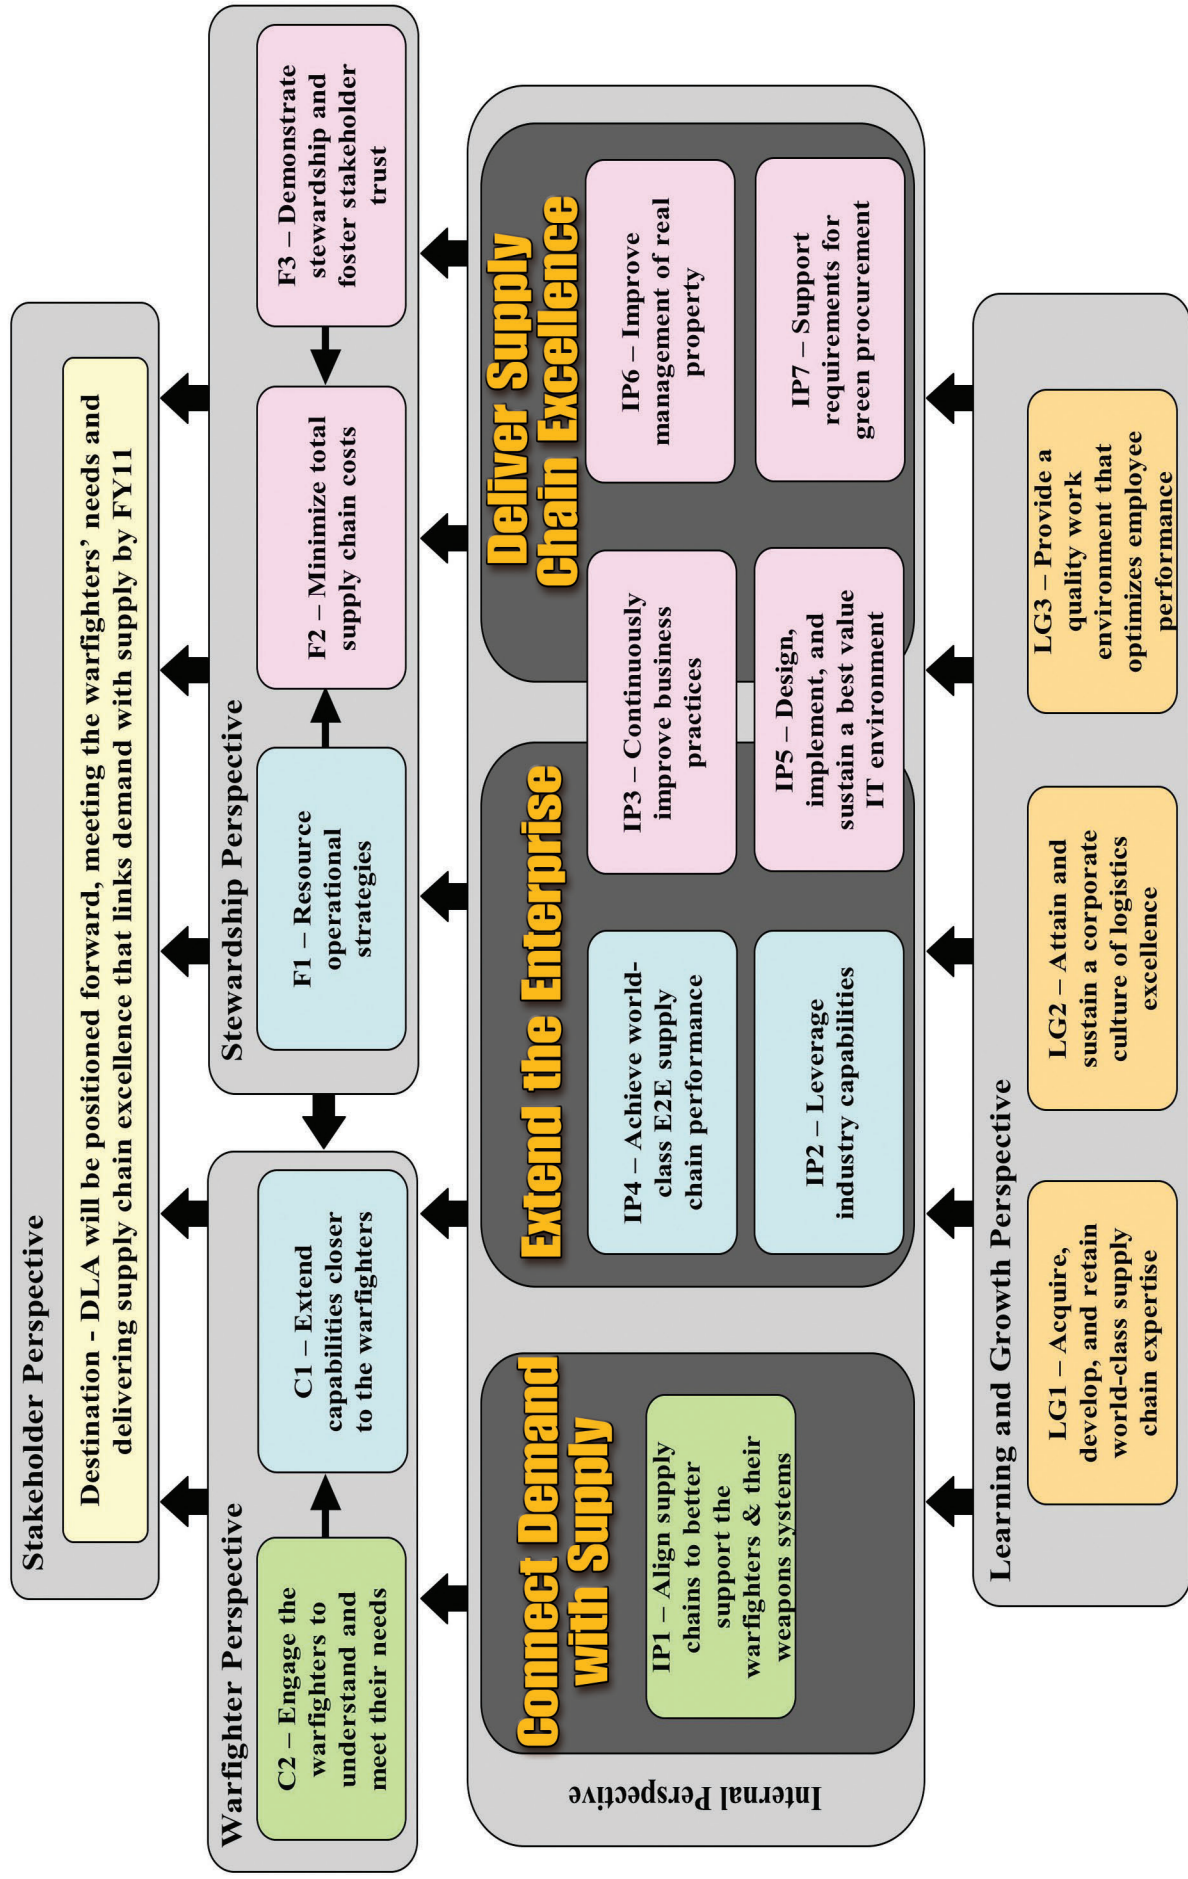 Stakeholder Perspective
Destination - DLA will be positioned forward, meeting the warfighters’ needs and
delivering supply chain excellence that links demand with supply by FY11
Warfighter Perspective
C2 – Engage the
warfighters to
understand and
meet their needs
C1 – Extend
capabilities closer
to the warfighters
Stewardship Perspective
F1 – Resource
operational
strategies
F2 – Minimize total
supply chain costs
F3 – Demonstrate
stewardship and
foster stakeholder
trust
Internal Perspective
Connect Demand
with Supply
IP1 – Align supply
chains to better
support the
warfighters & their
weapons systems
Extend the Enterprise
IP4 – Achieve world-
class E2E supply
chain performance
IP2 – Leverage
industry capabilities
IP3 – Continuously
improve business
practices
IP5 – Design,
implement, and
sustain a best value
IT environment
Deliver Supply
Chain Excellence
IP6 – Improve
management of real
property
IP7 – Support
requirements for
green procurement
Learning and Growth Perspective
LG1 – Acquire,
develop, and retain
world-class supply
chain expertise
LG2 – Attain and
sustain a corporate
culture of logistics
excellence
LG3 – Provide a
quality work
environment that
optimizes employee
performance